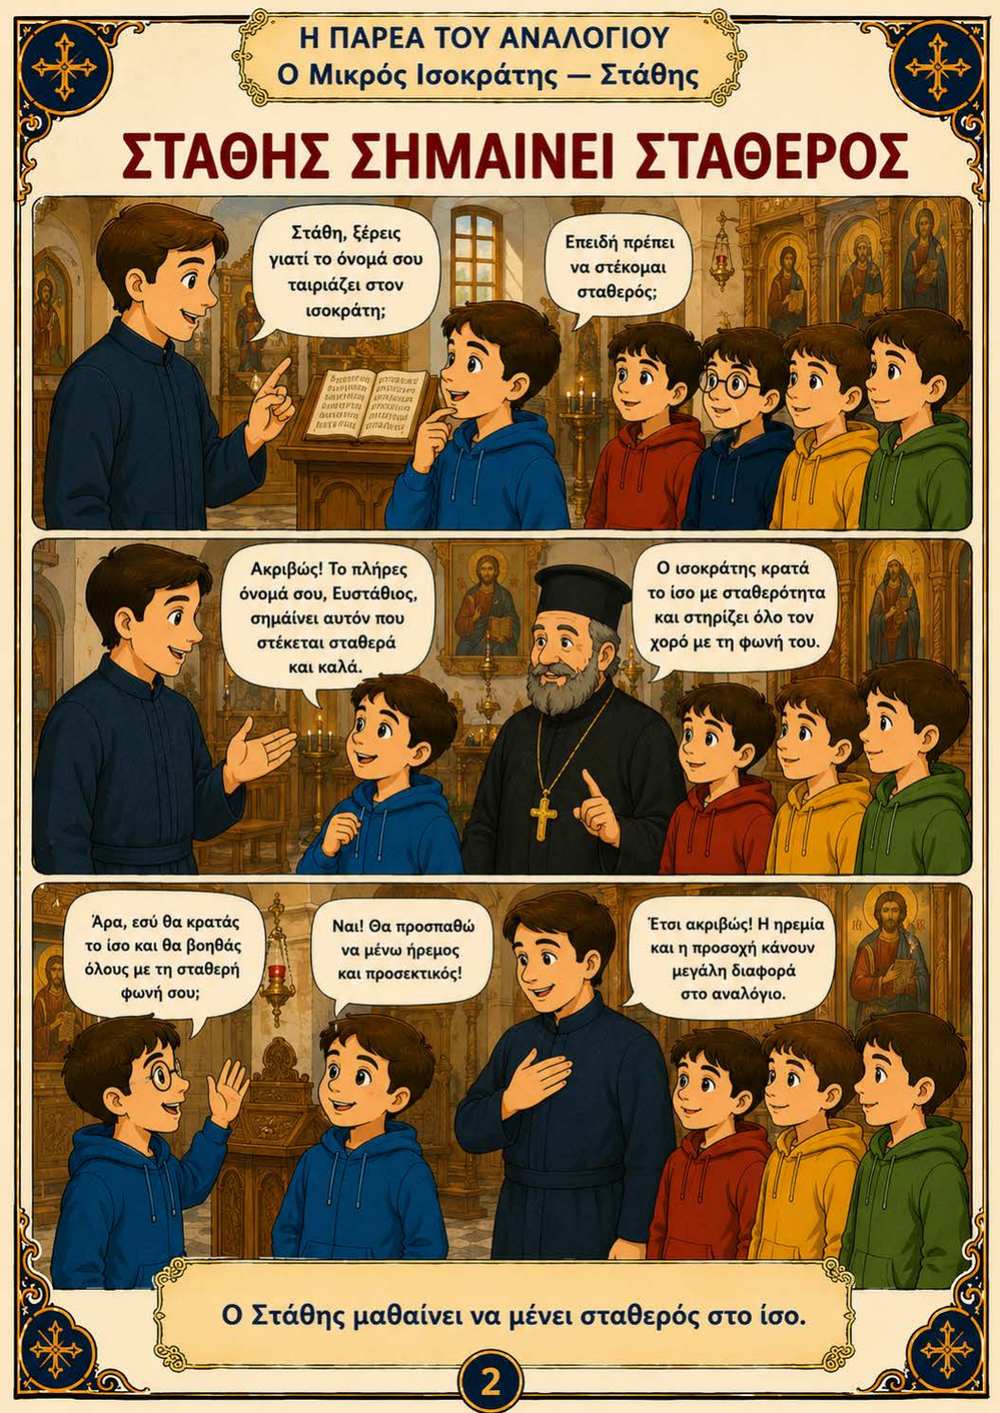 Η ΠΑΡΕΑ ΤΟΥ ΑΝΑΛΟΓΙΟΥ
Ο Μικρός Ισοκράτης — Στάθης
ΣΤΑΘΗΣ ΣΗΜΑΙΝΕΙ ΣΤΑΘΕΡΟΣ
Στάθη, ξέρεις
γιατί το όνομά σου
ταιριάζει στον
ισοκράτη;
Επειδή πρέπει
να στέκομαι
σταθερός;
Ακριβώς! Το πλήρες
όνομά σου, Ευστάθιος,
σημαίνει αυτόν που
στέκεται σταθερά
και καλά.
Ο ισοκράτης κρατά
το ίσο με σταθερότητα
και στηρίζει όλο τον
χορό με τη φωνή του.
Άρα, εσύ θα κρατάς
το ίσο και θα βοηθάς
όλους με τη σταθερή
φωνή σου;
Ναι! Θα προσπαθώ
να μένω ήρεμος
και προσεκτικός!
Έτσι ακριβώς! Η ηρεμία
και η προσοχή κάνουν
μεγάλη διαφορά
στο αναλόγιο.
Ο Στάθης μαθαίνει να μένει σταθερός στο ίσο.
2